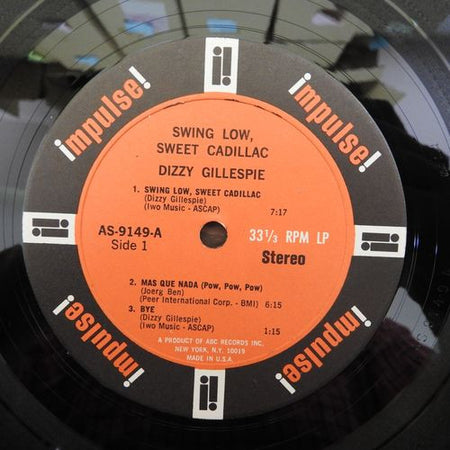 impulse!
impulse!
SWING LOW,
SWEET CADILLAC
DIZZY GILLESPIE
1. SWING LOW, SWEET CADILLAC
(Dizzy Gillespie)
(Iwo Music - ASCAP) 7:17
AS-9149-A
Side 1
33 1/3 RPM LP
Stereo
2. MAS QUE NADA (Pow, Pow, Pow)
(Joerg Ben)
(Peer International Corp. - BMI) 6:15
3. BYE
(Dizzy Gillespie)
(Iwo Music - ASCAP) 1:15
A PRODUCT OF ABC RECORDS INC.
NEW YORK, N.Y. 10019
MADE IN U.S.A.
impulse!
impulse!